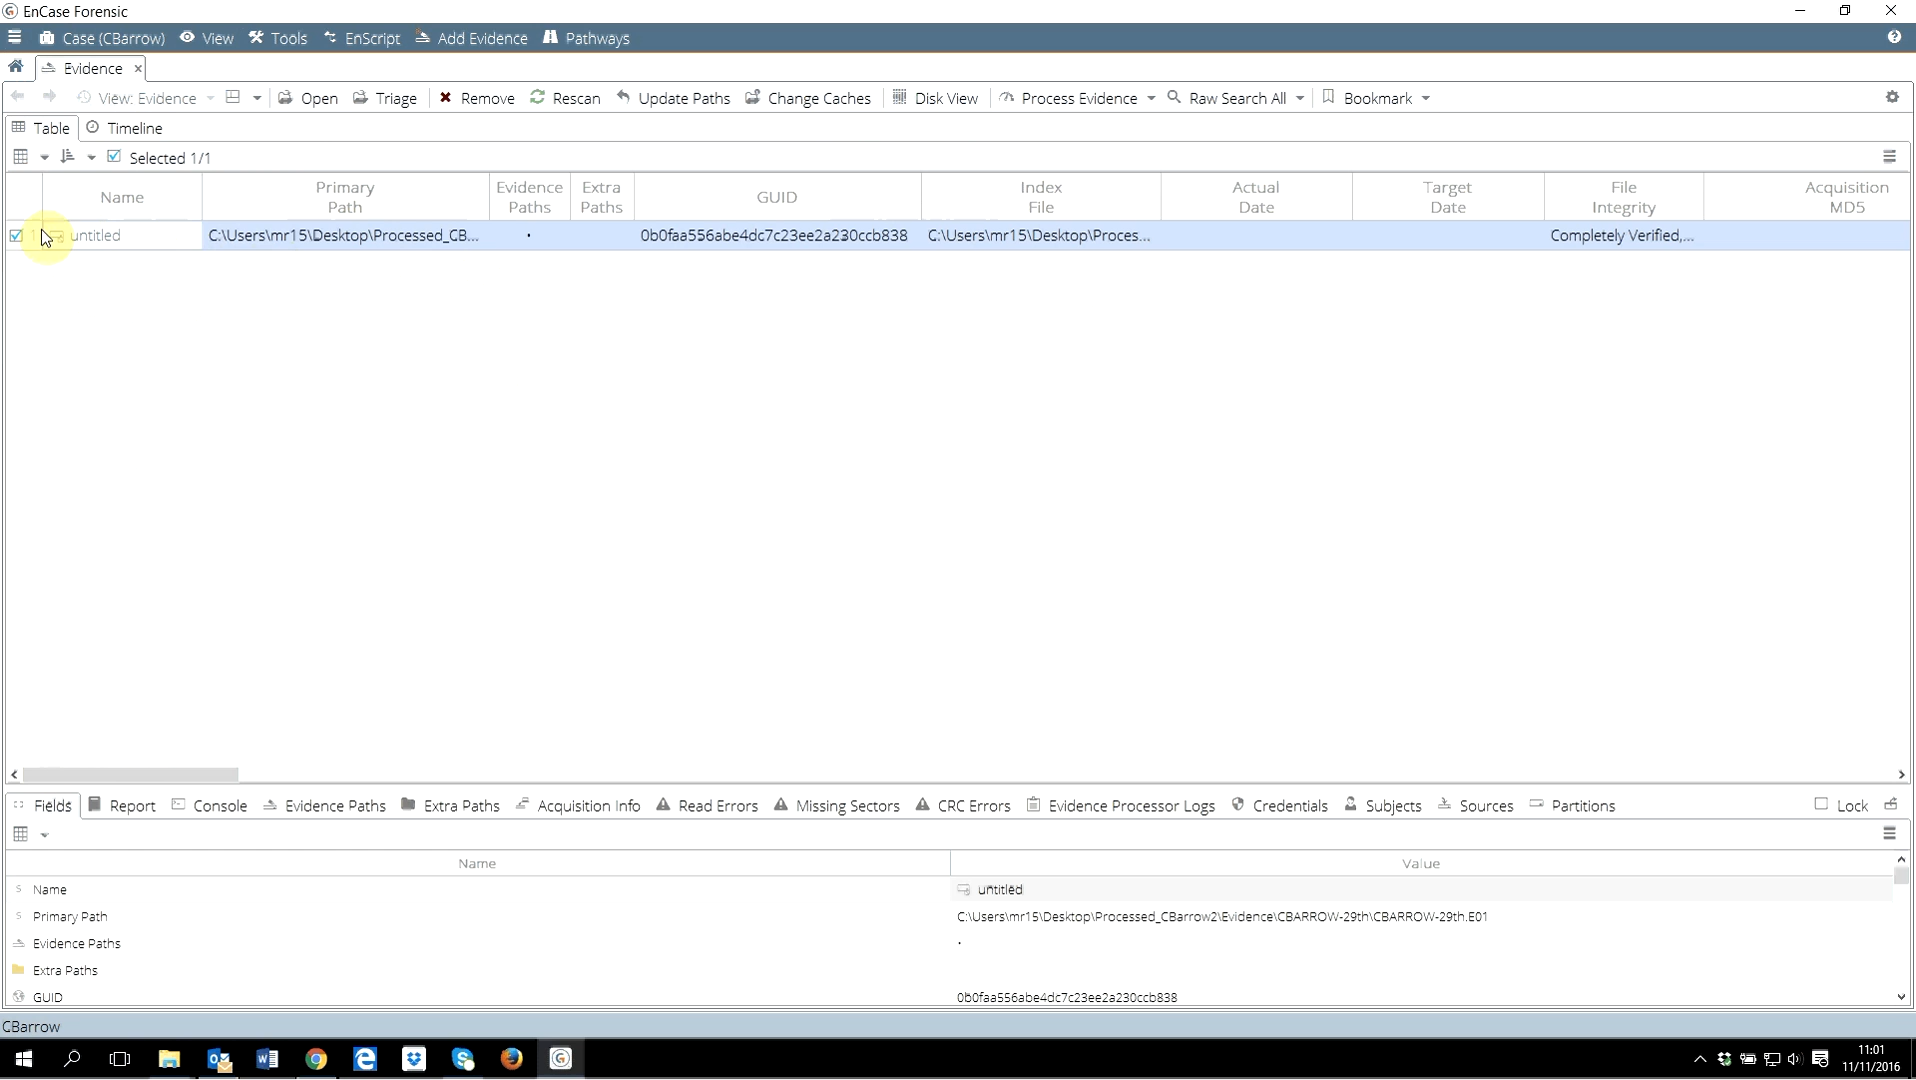 EnCase Forensic
Case (CBarrow) View Tools EnScript Add Evidence Pathways
Evidence
View: Evidence Open Triage Remove Rescan Update Paths Change Caches Disk View Process Evidence Raw Search All Bookmark
Table Timeline
Selected 1/1
Name Primary Path Evidence Paths Extra Paths GUID Index File Actual Date Target Date File Integrity Acquisition MD5
1 untitled C:\Users\mr15\Desktop\Processed_CB... • 0b0faa556abe4dc7c23ee2a230ccb838 C:\Users\mr15\Desktop\Proces... Completely Verified,...
Fields Report Console Evidence Paths Extra Paths Acquisition Info Read Errors Missing Sectors CRC Errors Evidence Processor Logs Credentials Subjects Sources Partitions Lock
Name Value
Name untitled
Primary Path C:\Users\mr15\Desktop\Processed_CBarrow2\Evidence\CBARROW-29th\CBARROW-29th.E01
Evidence Paths •
Extra Paths
GUID 0b0faa556abe4dc7c23ee2a230ccb838
CBarrow
11:01
11/11/2016